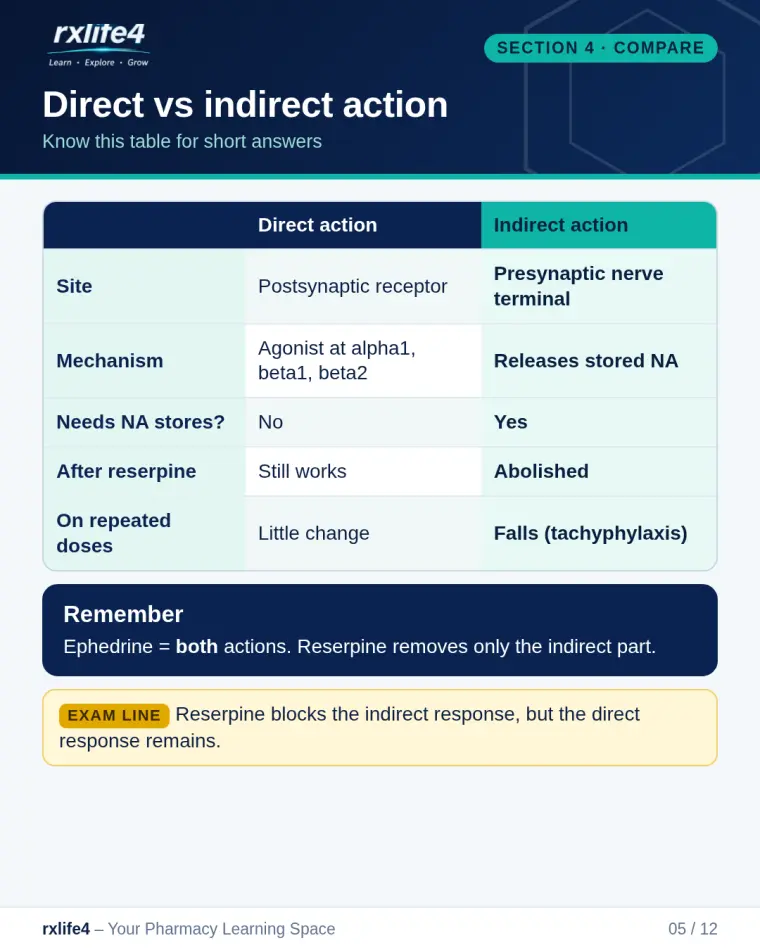 rxlife4
Learn • Explore • Grow
SECTION 4 · COMPARE
Direct vs indirect action
Know this table for short answers
Direct action
Indirect action
Site
Postsynaptic receptor
Presynaptic nerve
terminal
Mechanism
Agonist at alpha1,
beta1, beta2
Releases stored NA
Needs NA stores?
No
Yes
After reserpine
Still works
Abolished
On repeated
doses
Little change
Falls (tachyphylaxis)
Remember
Ephedrine = both actions. Reserpine removes only the indirect part.
EXAM LINE Reserpine blocks the indirect response, but the direct
response remains.
rxlife4 – Your Pharmacy Learning Space
05 / 12